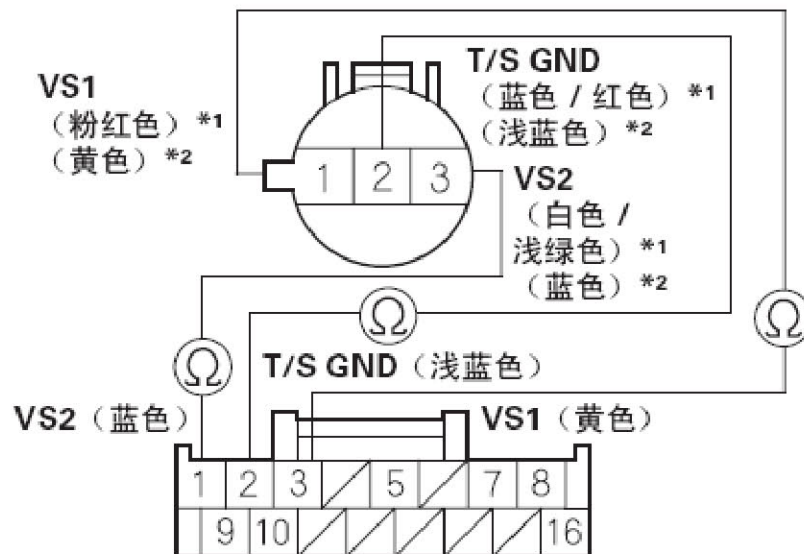 VS1
（粉红色）*1
（黄色）*2
T/S GND
（蓝色 / 红色）*1
（浅蓝色）*2
1 2 3
VS2
（白色 /
浅绿色）*1
（蓝色）*2
Ω
Ω
Ω
T/S GND（浅蓝色）
VS2（蓝色）
VS1（黄色）
1 2 3 5 7 8
9 10 16